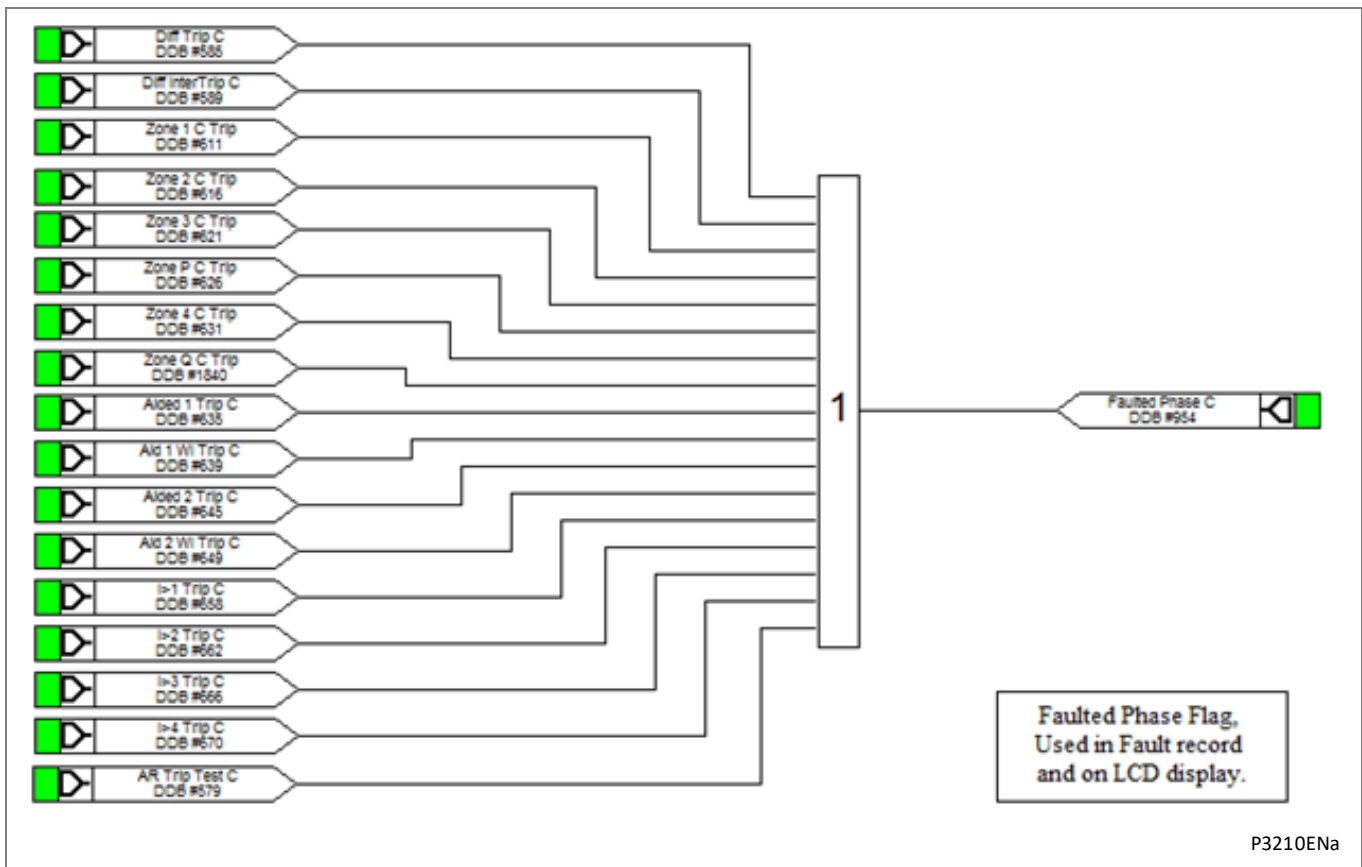 Diff Trip C
DDB #585
Diff InterTrip C
DDB #589
Zone 1 C Trip
DDB #611
Zone 2 C Trip
DDB #616
Zone 3 C Trip
DDB #621
Zone P C Trip
DDB #626
Zone 4 C Trip
DDB #631
Zone Q C Trip
DDB #1840
Aided 1 Trip C
DDB #635
Aid 1 WI Trip C
DDB #639
Aided 2 Trip C
DDB #645
Aid 2 WI Trip C
DDB #649
I>1 Trip C
DDB #658
I>2 Trip C
DDB #662
I>3 Trip C
DDB #666
I>4 Trip C
DDB #670
AR Trip Test C
DDB #579
1
Faulted Phase C
DDB #954
Faulted Phase Flag,
Used in Fault record
and on LCD display.
P3210ENa